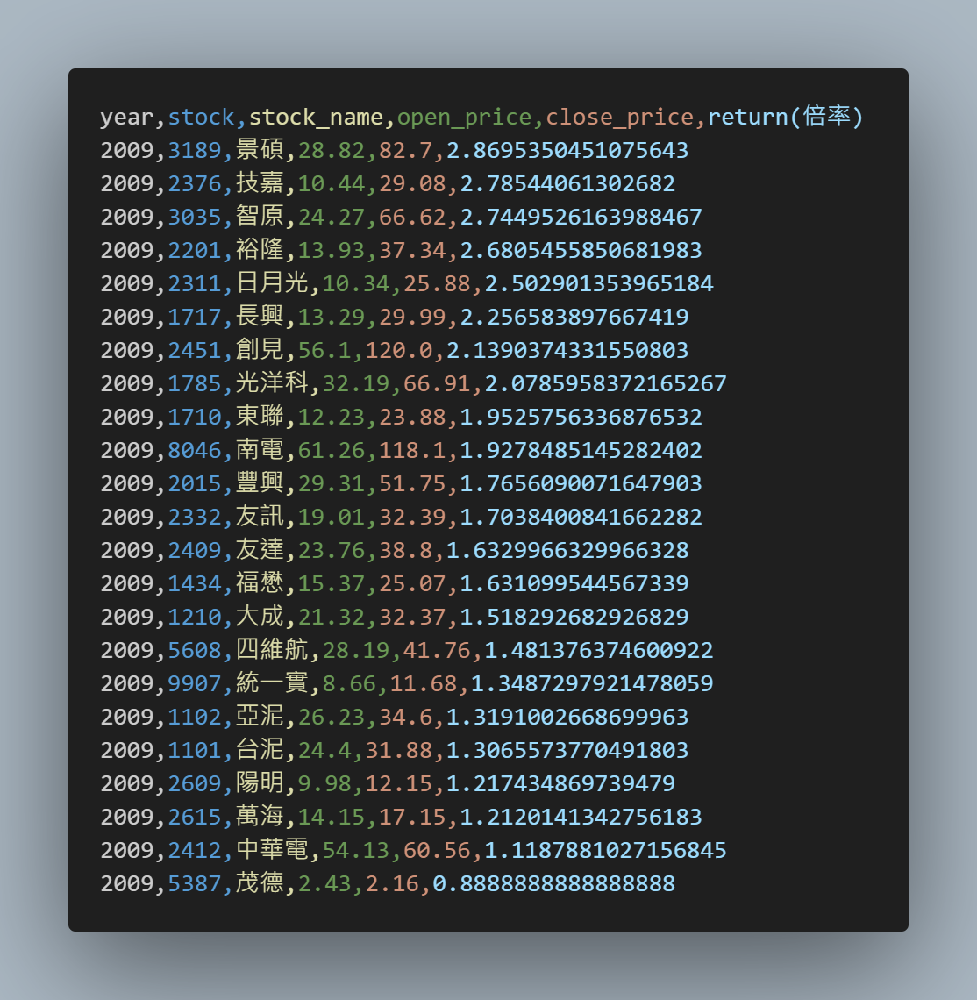 year,stock,stock_name,open_price,close_price,return(倍率)
2009,3189,景碩,28.82,82.7,2.8695350451075643
2009,2376,技嘉,10.44,29.08,2.78544061302682
2009,3035,智原,24.27,66.62,2.7449526163988467
2009,2201,裕隆,13.93,37.34,2.6805455850681983
2009,2311,日月光,10.34,25.88,2.502901353965184
2009,1717,長興,13.29,29.99,2.256583897667419
2009,2451,創見,56.1,120.0,2.1390374331550803
2009,1785,光洋科,32.19,66.91,2.0785958372165267
2009,1710,東聯,12.23,23.88,1.9525756336876532
2009,8046,南電,61.26,118.1,1.9278485145282402
2009,2015,豐興,29.31,51.75,1.7656090071647903
2009,2332,友訊,19.01,32.39,1.7038400841662282
2009,2409,友達,23.76,38.8,1.6329966329966328
2009,1434,福懋,15.37,25.07,1.631099544567339
2009,1210,大成,21.32,32.37,1.518292682926829
2009,5608,四維航,28.19,41.76,1.481376374600922
2009,9907,統一實,8.66,11.68,1.3487297921478059
2009,1102,亞泥,26.23,34.6,1.3191002668699963
2009,1101,台泥,24.4,31.88,1.3065573770491803
2009,2609,陽明,9.98,12.15,1.217434869739479
2009,2615,萬海,14.15,17.15,1.2120141342756183
2009,2412,中華電,54.13,60.56,1.1187881027156845
2009,5387,茂德,2.43,2.16,0.8888888888888888